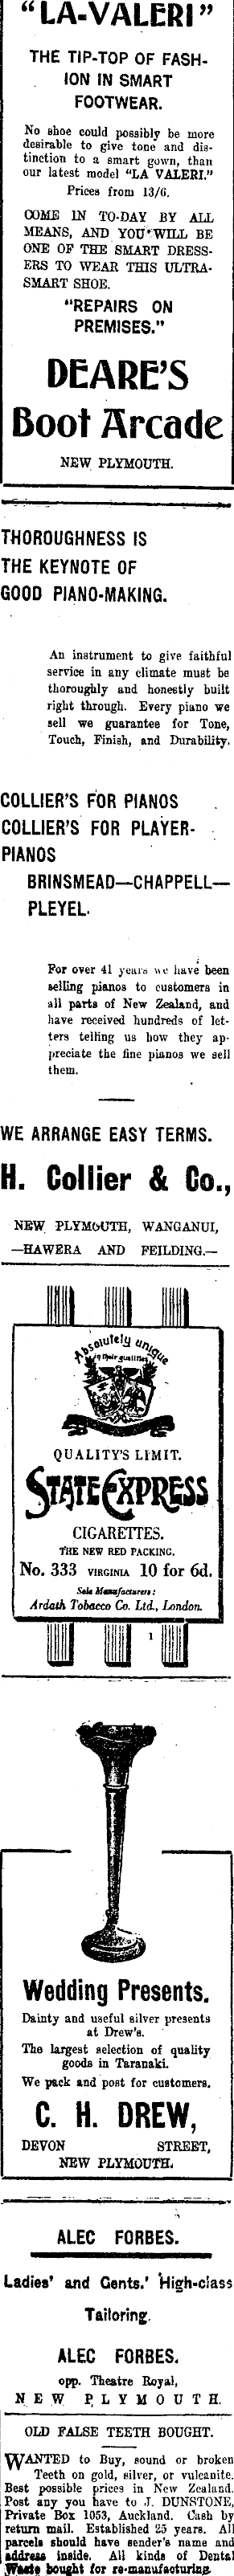 "LA-VALERI"
THE TIP-TOP OF FASH-
ION IN SMART
FOOTWEAR.
No shoe could possibly be more
desirable to give tone and dis-
tinction to a smart gown, than
our latest model "LA VALERI."
Prices from 13/6.
COME IN TO-DAY BY ALL
MEANS, AND YOU WILL BE
ONE OF THE SMART DRESS-
ERS TO WEAR THIS ULTRA-
SMART SHOE.
"REPAIRS ON
PREMISES."
DEARE'S
Boot Arcade
NEW PLYMOUTH.
THOROUGHNESS IS
THE KEYNOTE OF
GOOD PIANO-MAKING.
An instrument to give faithful
service in any climate must be
thoroughly and honestly built
right through. Every piano we
sell we guarantee for Tone,
Touch, Finish, and Durability.
COLLIER'S FOR PIANOS
COLLIER'S FOR PLAYER-
PIANOS
BRINSMEAD—CHAPPELL—
PLEYEL.
For over 41 years we have been
selling pianos to customers in
all parts of New Zealand, and
have received hundreds of let-
ters telling us how they ap-
preciate the fine pianos we sell
them.
WE ARRANGE EASY TERMS.
H. Collier & Co.,
NEW PLYMOUTH, WANGANUI,
—HAWERA AND FEILDING.—
Absolutely unique
in their qualities
QUALITY'S LIMIT.
STATE EXPRESS
CIGARETTES.
THE NEW RED PACKING.
No. 333 VIRGINIA 10 for 6d.
Sole Manufacturers:
Ardath Tobacco Co. Ltd., London.
1
Wedding Presents.
Dainty and useful silver presents
at Drew's.
The largest selection of quality
goods in Taranaki.
We pack and post for customers.
C. H. DREW,
DEVON STREET,
NEW PLYMOUTH.
ALEC FORBES.
Ladies' and Gents.' High-class
Tailoring.
ALEC FORBES.
opp. Theatre Royal,
NEW PLYMOUTH.
OLD FALSE TEETH BOUGHT.
WANTED to Buy, sound or broken
Teeth on gold, silver, or vulcanite.
Best possible prices in New Zealand.
Post any you have to J. DUNSTONE,
Private Box 1053, Auckland. Cash by
return mail. Established 25 years. All
parcels should have sender's name and
address inside. All kinds of Dental
Waste bought for re-manufacturing.